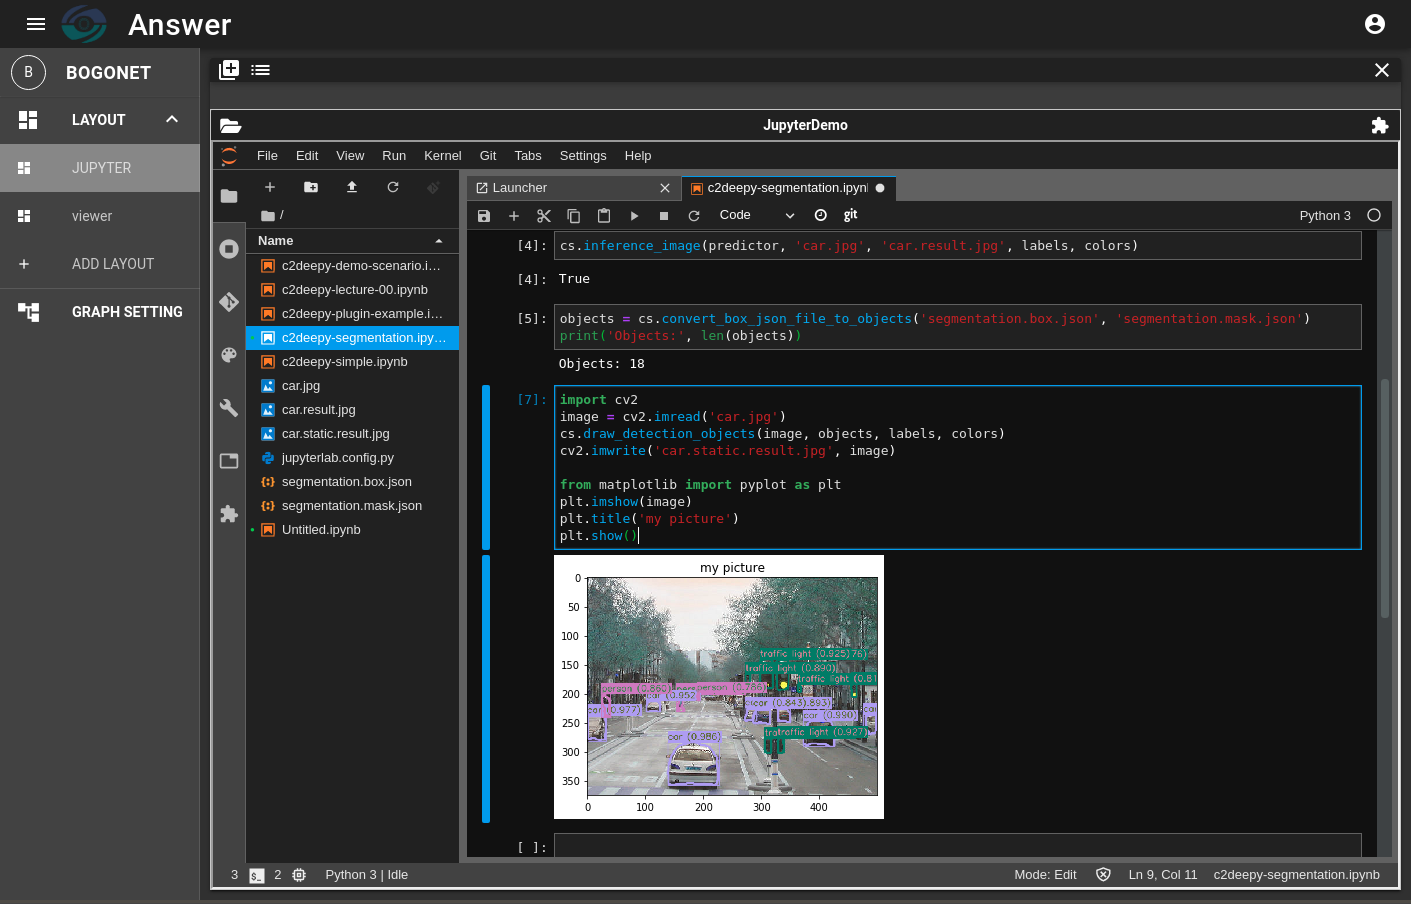 Answer
B BOGONET
LAYOUT
JUPYTER
viewer
ADD LAYOUT
GRAPH SETTING
JupyterDemo
File Edit View Run Kernel Git Tabs Settings Help
/
Name
c2deepy-demo-scenario.i…
c2deepy-lecture-00.ipynb
c2deepy-plugin-example.i…
c2deepy-segmentation.ipy…
c2deepy-simple.ipynb
car.jpg
car.result.jpg
car.static.result.jpg
jupyterlab.config.py
segmentation.box.json
segmentation.mask.json
Untitled.ipynb
Launcher
c2deepy-segmentation.ipynl
Code git Python 3
[4]: cs.inference_image(predictor, 'car.jpg', 'car.result.jpg', labels, colors)
[4]: True
[5]: objects = cs.convert_box_json_file_to_objects('segmentation.box.json', 'segmentation.mask.json')
print('Objects:', len(objects))
Objects: 18
[7]: import cv2
image = cv2.imread('car.jpg')
cs.draw_detection_objects(image, objects, labels, colors)
cv2.imwrite('car.static.result.jpg', image)
from matplotlib import pyplot as plt
plt.imshow(image)
plt.title('my picture')
plt.show()
my picture
0
50
100
150
200
250
300
350
0 100 200 300 400
traffic light (0.925)
traffic light (0.890)
traffic light (0.81
person (0.860)
person (0.786)
car (0.952
car (0.977)
car (0.843)
car (0.990)
traffic light (0.927)
car (0.986)
[ ]:
3 $_ 2 Python 3 | Idle Mode: Edit Ln 9, Col 11 c2deepy-segmentation.ipynb